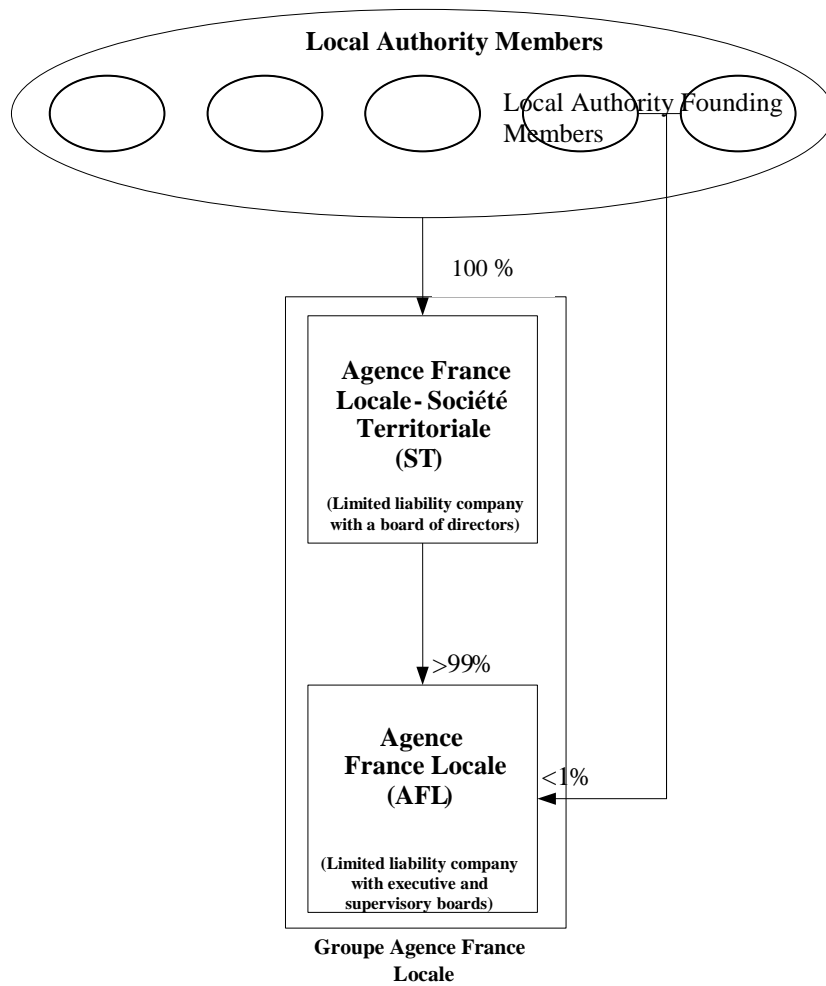 Local Authority Members
Local Authority Founding
Members
100 %
Agence France
Locale - Société
Territoriale
(ST)
(Limited liability company
with a board of directors)
>99%
Agence
France Locale
(AFL)
<1%
(Limited liability company
with executive and
supervisory boards)
Groupe Agence France
Locale